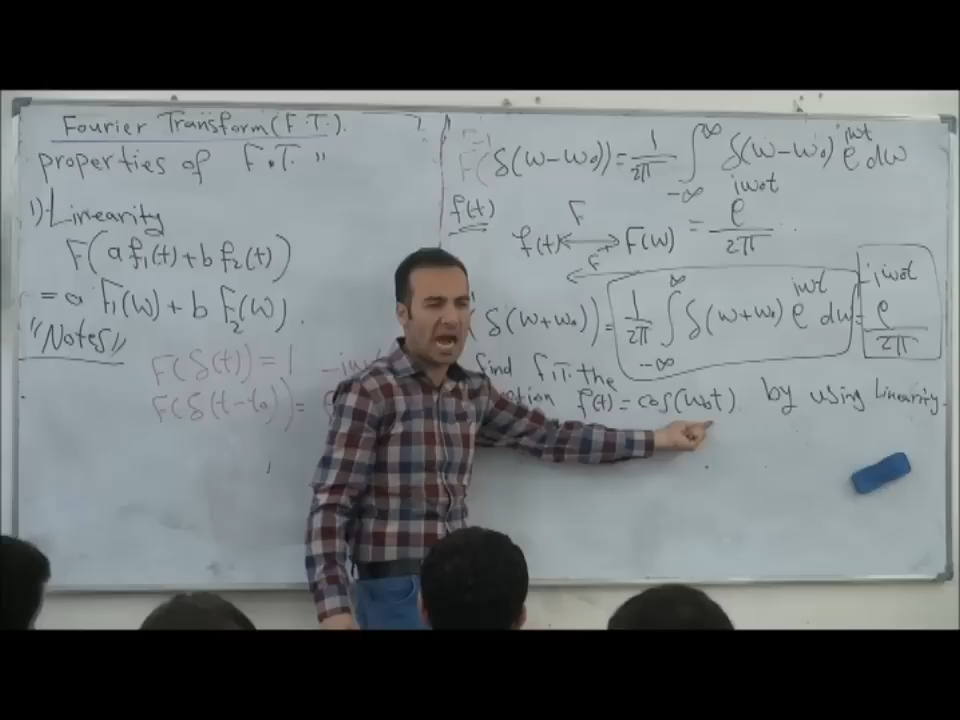 Fourier Transform (F.T.).
properties of F.T. "
1) Linearity
F(a f₁(t) + b f₂(t))
= a F₁(w) + b F₂(w).
"Notes"
F(δ(t)) = 1
F(δ(t-t₀)) =
F⁻¹(δ(w-w₀)) = 1/2π ∫_{-∞}^{∞} δ(w-w₀) e^{iwt} dw
f(t)
f(t) ⟷ F(w) = e^{iw₀t}/2π
F
F⁻¹
(δ(w+w₀)) = 1/2π ∫_{-∞}^{∞} δ(w+w₀) e^{iwt} dw = e^{-iw₀t}/2π
find F.T. the
f(t) = cos(w₀t). by using Linearity.